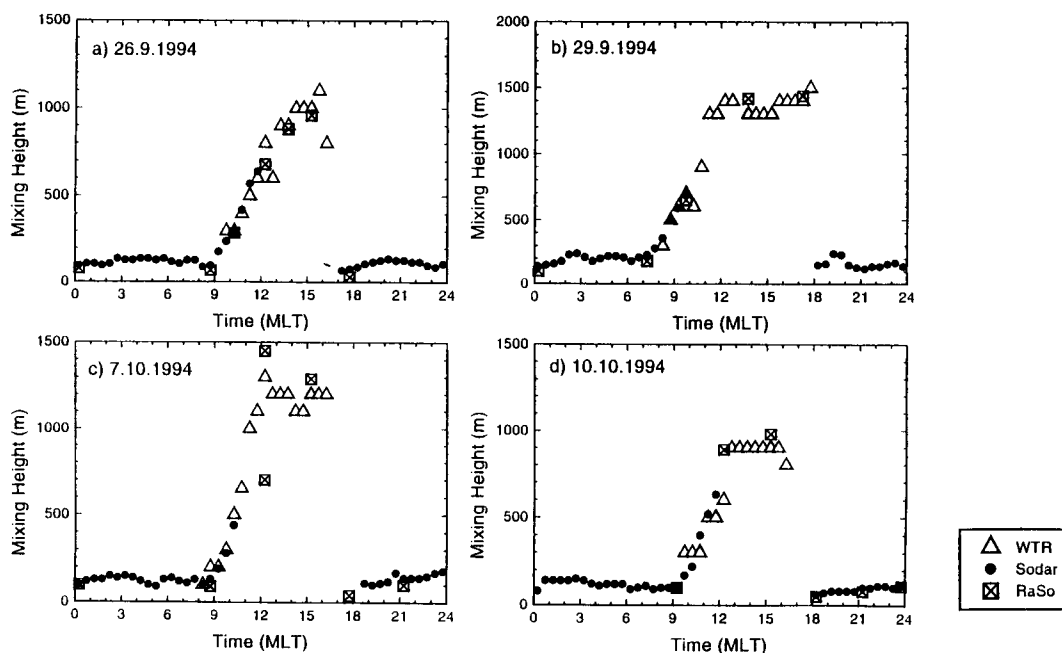 a) 26.9.1994
Mixing Height (m)
1500
1000
500
0
0 3 6 9 12 15 18 21 24
Time (MLT)
b) 29.9.1994
Mixing Height (m)
2000
1500
1000
500
0
0 3 6 9 12 15 18 21 24
Time (MLT)
c) 7.10.1994
Mixing Height (m)
1500
1000
500
0
0 3 6 9 12 15 18 21 24
Time (MLT)
d) 10.10.1994
Mixing Height (m)
1500
1000
500
0
0 3 6 9 12 15 18 21 24
Time (MLT)
WTR
Sodar
RaSo